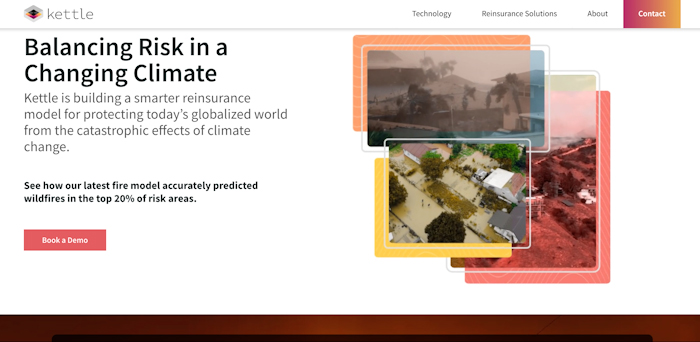 kettle
Technology
Reinsurance Solutions
About
Contact
Balancing Risk in a
Changing Climate
Kettle is building a smarter reinsurance
model for protecting today's globalized world
from the catastrophic effects of climate
change.
See how our latest fire model accurately predicted
wildfires in the top 20% of risk areas.
Book a Demo